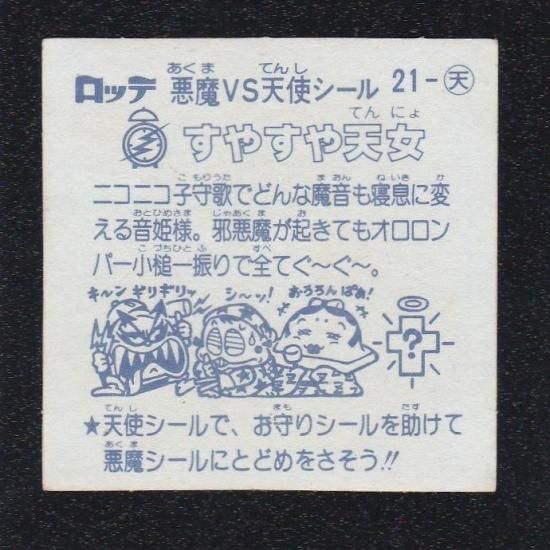 ロッテ 悪魔VS天使シール 21-天
すやすや天女
ニコニコ子守歌でどんな魔音も寝息に変
える音姫様。邪悪魔が起きてもオロロン
パー小槌一振りで全てぐ〜ぐ〜。
キルンギリギリッ シ〜ッ! おろろんぱあ!
?
★天使シールで、お守りシールを助けて
悪魔シールにとどめをさそう!!